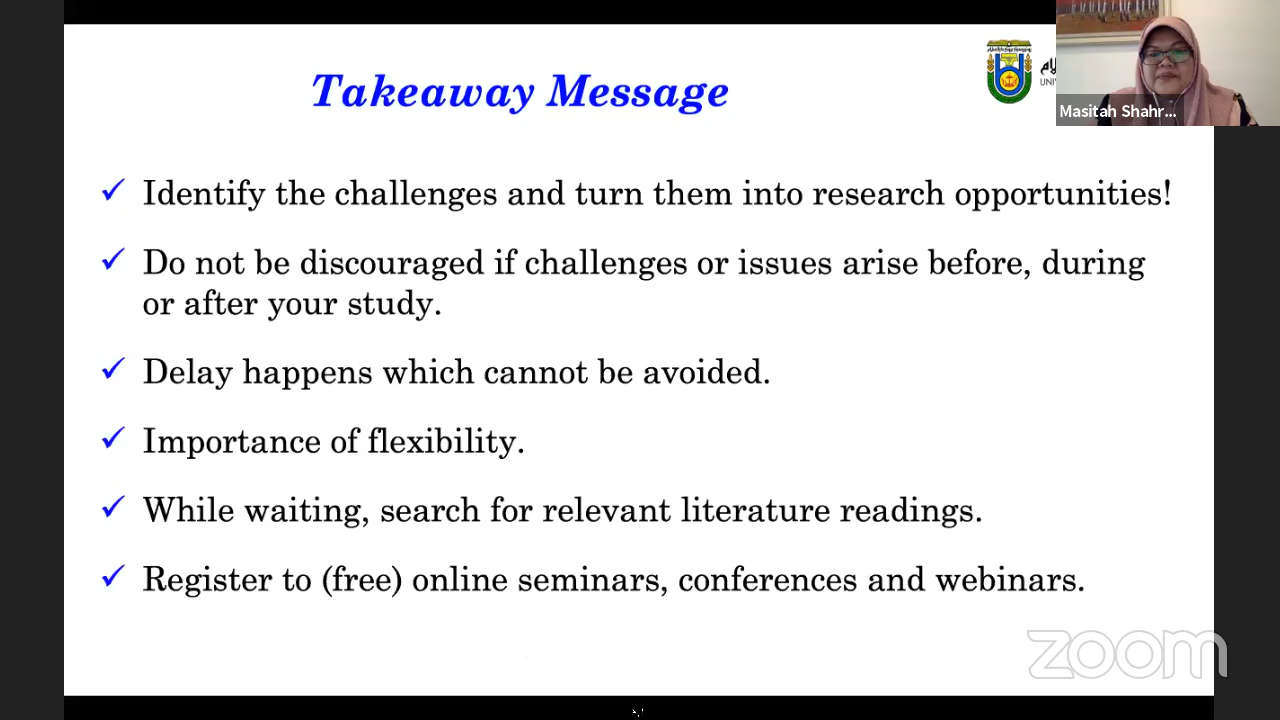 Takeaway Message
UNIV
Masitah Shahr...
✓ Identify the challenges and turn them into research opportunities!
✓ Do not be discouraged if challenges or issues arise before, during
or after your study.
✓ Delay happens which cannot be avoided.
✓ Importance of flexibility.
✓ While waiting, search for relevant literature readings.
✓ Register to (free) online seminars, conferences and webinars.
zoom